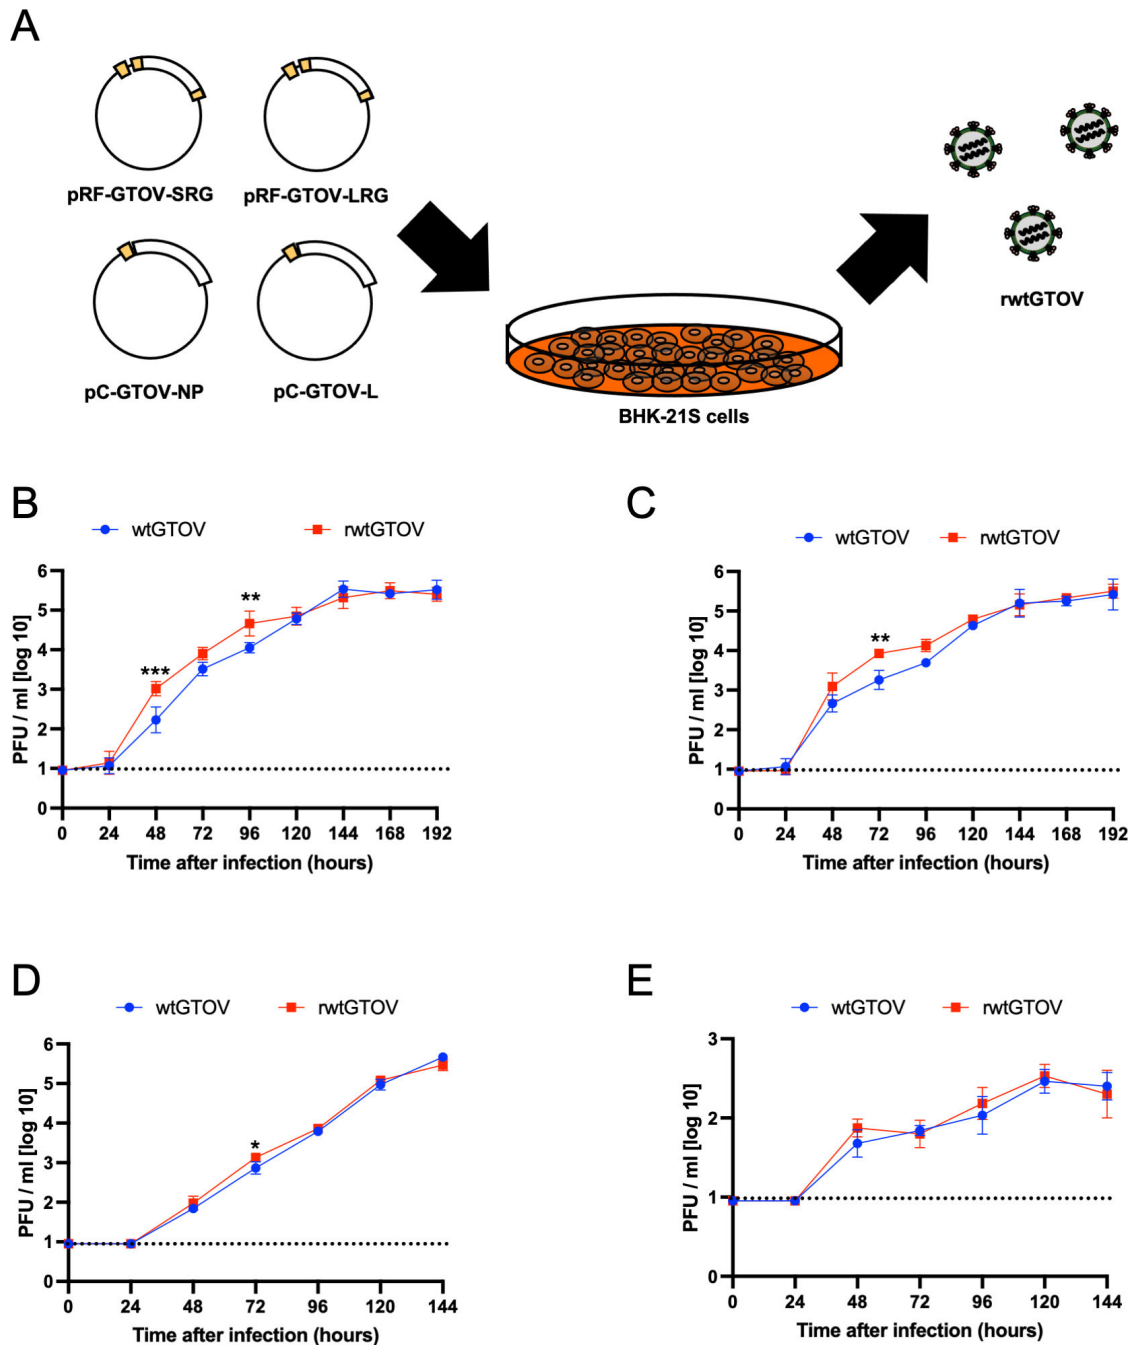 A
pRF-GTOV-SRG
pRF-GTOV-LRG
pC-GTOV-NP
pC-GTOV-L
BHK-21S cells
rwtGTOV
B
wtGTOV
rwtGTOV
PFU / ml [log 10]
6
5
4
3
2
1
0
***
**
0 24 48 72 96 120 144 168 192
Time after infection (hours)
C
wtGTOV
rwtGTOV
PFU / ml [log 10]
6
5
4
3
2
1
0
**
0 24 48 72 96 120 144 168 192
Time after infection (hours)
D
wtGTOV
rwtGTOV
PFU / ml [log 10]
6
5
4
3
2
1
0
*
0 24 48 72 96 120 144
Time after infection (hours)
E
wtGTOV
rwtGTOV
PFU / ml [log 10]
3
2
1
0
0 24 48 72 96 120 144
Time after infection (hours)